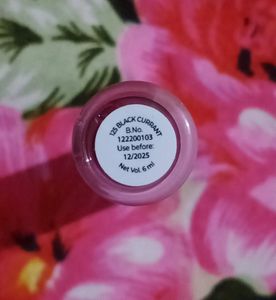 125 BLACK CURRANT
B.No.
122200103
Use before:
12/2025
Net Vol. 6 ml